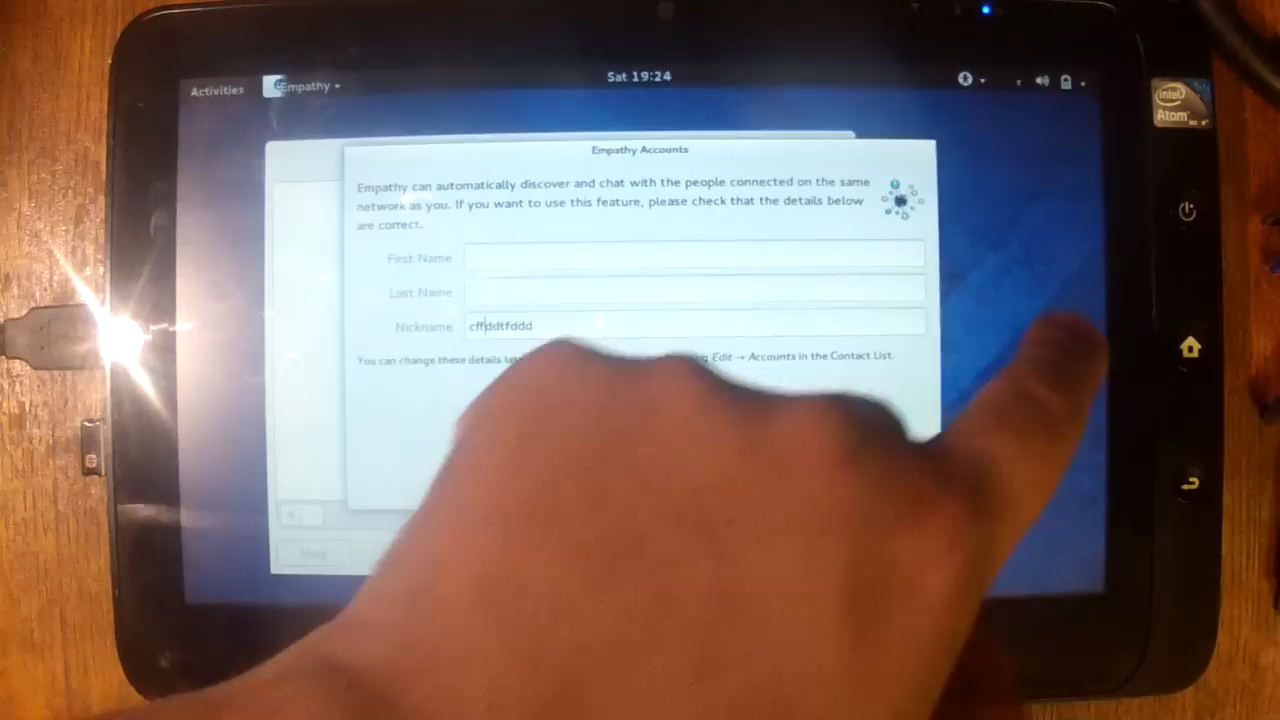 Activities
Empathy
Sat 19:24
intel
Atom
Empathy Accounts
Empathy can automatically discover and chat with the people connected on the same
network as you. If you want to use this feature, please check that the details below
are correct.
First Name
Last Name
Nickname
cffddtfddd
You can change these details Edit → Accounts in the Contact List.
Help